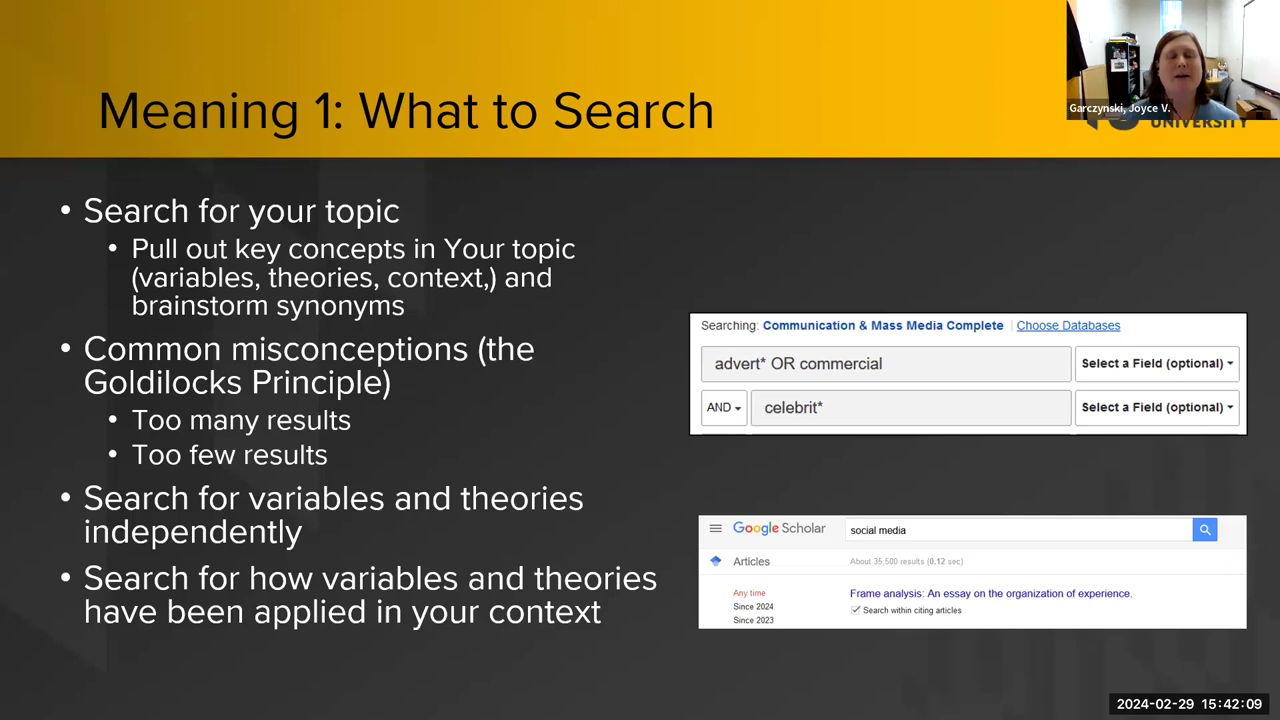 Meaning 1: What to Search
Garczynski, Joyce V.
UNIVERSITY
• Search for your topic
• Pull out key concepts in Your topic
(variables, theories, context,) and
brainstorm synonyms
• Common misconceptions (the
Goldilocks Principle)
• Too many results
• Too few results
• Search for variables and theories
independently
• Search for how variables and theories
have been applied in your context
Searching: Communication & Mass Media Complete | Choose Databases
advert* OR commercial Select a Field (optional)
AND celebrit* Select a Field (optional)
Google Scholar social media
Articles About 35,500 results (0.12 sec)
Any time Frame analysis: An essay on the organization of experience.
Since 2024 Search within citing articles
Since 2023
2024-02-29 15:42:09